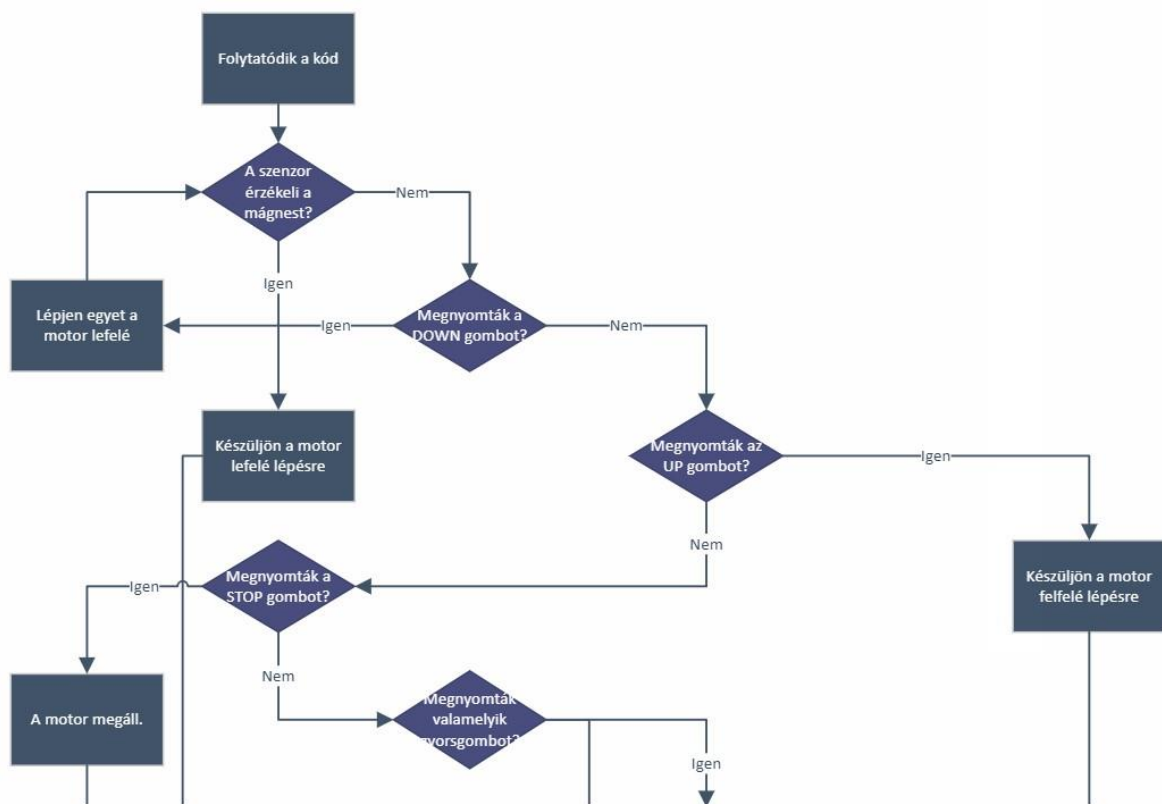 Folytatódik a kód
A szenzor
érzékeli a
mágnest?
Nem
Igen
Lépjen egyet a
motor lefelé
Igen
Megnyomták a
DOWN gombot?
Nem
Készüljön a motor
lefelé lépésre
Megnyomták az
UP gombot?
Igen
Nem
Igen
Megnyomták a
STOP gombot?
Készüljön a motor
felfelé lépésre
Nem
A motor megáll.
Megnyomták
valamelyik
gyorsgombot?
Igen